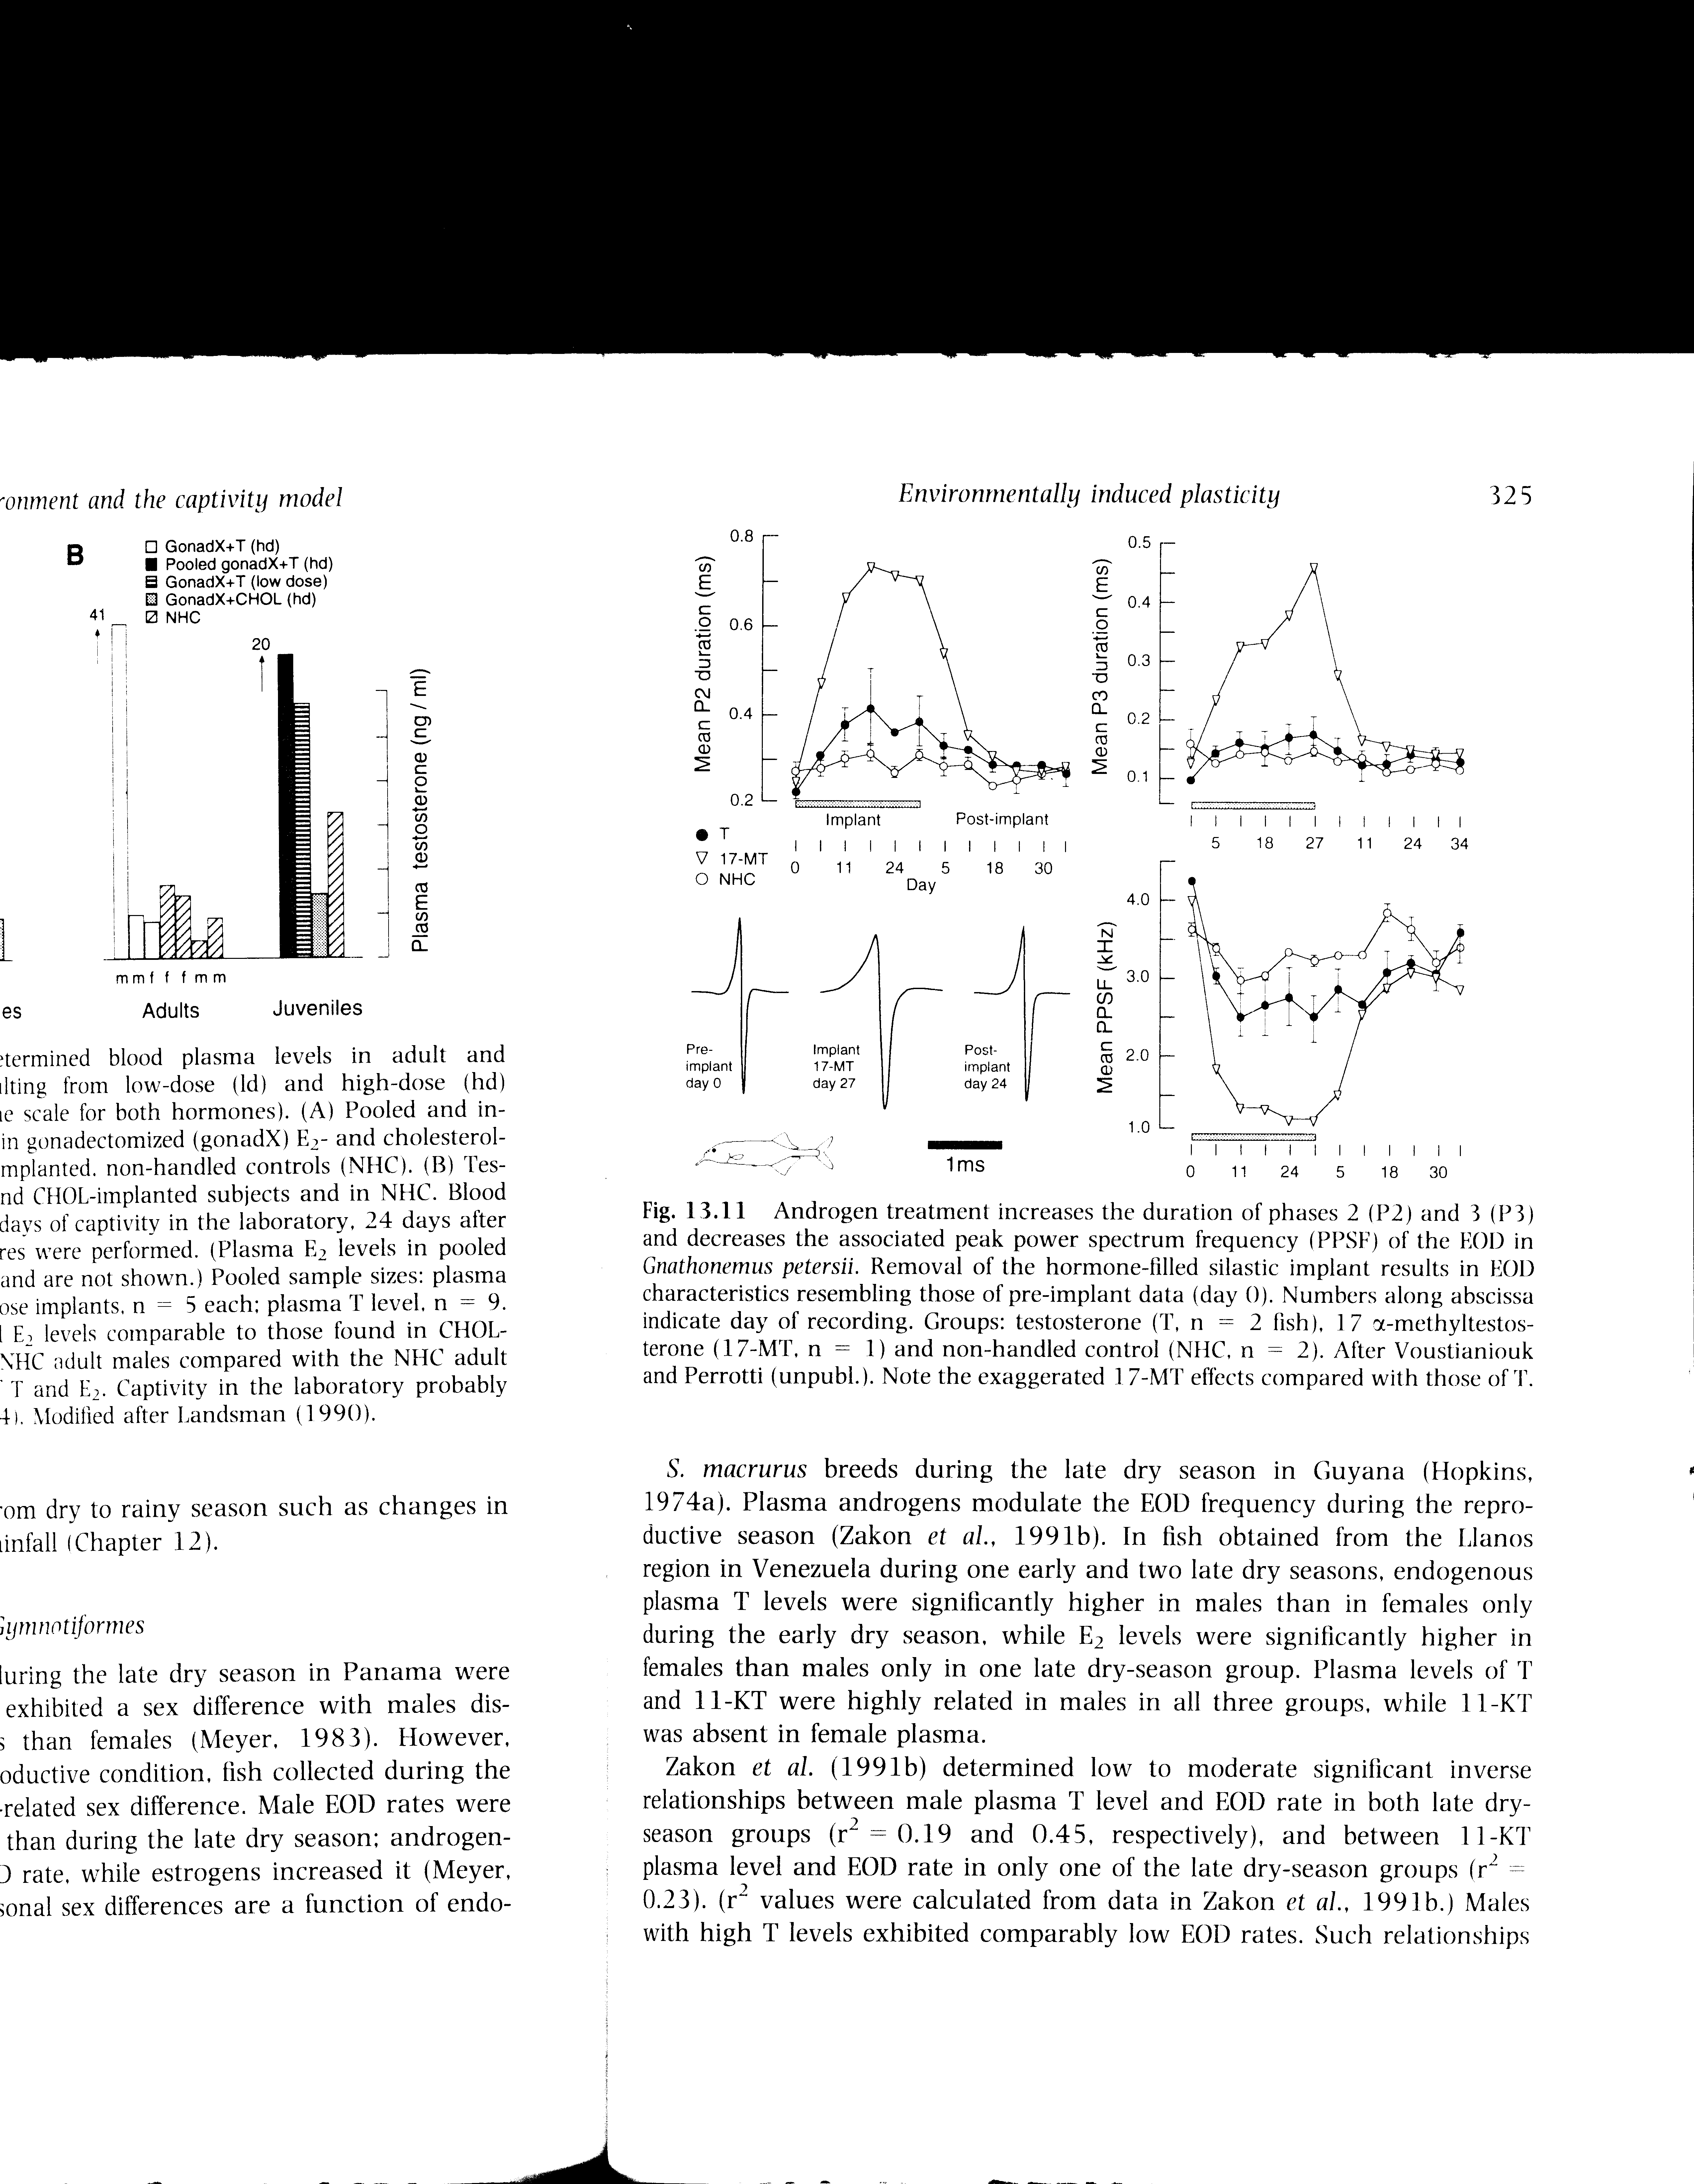 ronment and the captivity model
B
GonadX+T (hd)
Pooled gonadX+T (hd)
GonadX+T (low dose)
GonadX+CHOL (hd)
NHC
41
20
Plasma testosterone (ng / ml)
m m f f f m m
es
Adults
Juveniles
etermined blood plasma levels in adult and
ulting from low-dose (ld) and high-dose (hd)
ne scale for both hormones). (A) Pooled and in-
in gonadectomized (gonadX) E₂- and cholesterol-
mplanted, non-handled controls (NHC). (B) Tes-
nd CHOL-implanted subjects and in NHC. Blood
days of captivity in the laboratory, 24 days after
res were performed. (Plasma E₂ levels in pooled
and are not shown.) Pooled sample sizes: plasma
ose implants, n = 5 each; plasma T level, n = 9.
l E₂ levels comparable to those found in CHOL-
NHC adult males compared with the NHC adult
T and E₂. Captivity in the laboratory probably
4). Modified after Landsman (1990).
rom dry to rainy season such as changes in
ainfall (Chapter 12).
Gymnotiformes
during the late dry season in Panama were
exhibited a sex difference with males dis-
s than females (Meyer, 1983). However,
oductive condition, fish collected during the
-related sex difference. Male EOD rates were
than during the late dry season; androgen-
D rate, while estrogens increased it (Meyer,
sonal sex differences are a function of endo-
Environmentally induced plasticity
325
Mean P2 duration (ms)
0.8
0.6
0.4
0.2
Implant
Post-implant
T
17-MT
NHC
0 11 24 5 18 30
Day
Mean P3 duration (ms)
0.5
0.4
0.3
0.2
0.1
5 18 27 11 24 34
Pre-
implant
day 0
Implant
17-MT
day 27
Post-
implant
day 24
1ms
Mean PPSF (kHz)
4.0
3.0
2.0
1.0
0 11 24 5 18 30
Fig. 13.11 Androgen treatment increases the duration of phases 2 (P2) and 3 (P3)
and decreases the associated peak power spectrum frequency (PPSF) of the EOD in
Gnathonemus petersii. Removal of the hormone-filled silastic implant results in EOD
characteristics resembling those of pre-implant data (day 0). Numbers along abscissa
indicate day of recording. Groups: testosterone (T, n = 2 fish), 17 α-methyltestos-
terone (17-MT, n = 1) and non-handled control (NHC, n = 2). After Voustianiouk
and Perrotti (unpubl.). Note the exaggerated 17-MT effects compared with those of T.
S. macrurus breeds during the late dry season in Guyana (Hopkins,
1974a). Plasma androgens modulate the EOD frequency during the repro-
ductive season (Zakon et al., 1991b). In fish obtained from the Llanos
region in Venezuela during one early and two late dry seasons, endogenous
plasma T levels were significantly higher in males than in females only
during the early dry season, while E₂ levels were significantly higher in
females than males only in one late dry-season group. Plasma levels of T
and 11-KT were highly related in males in all three groups, while 11-KT
was absent in female plasma.
Zakon et al. (1991b) determined low to moderate significant inverse
relationships between male plasma T level and EOD rate in both late dry-
season groups (r² = 0.19 and 0.45, respectively), and between 11-KT
plasma level and EOD rate in only one of the late dry-season groups (r² =
0.23). (r² values were calculated from data in Zakon et al., 1991b.) Males
with high T levels exhibited comparably low EOD rates. Such relationships